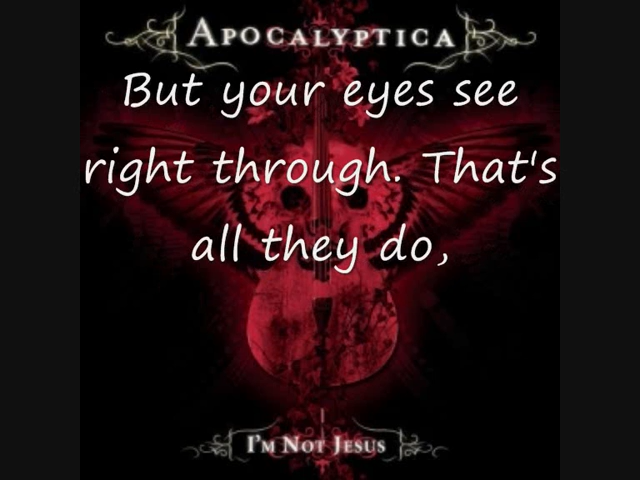 APOCALYPTICA
But your eyes see
right through. That's
all they do,
I'M NOT JESUS